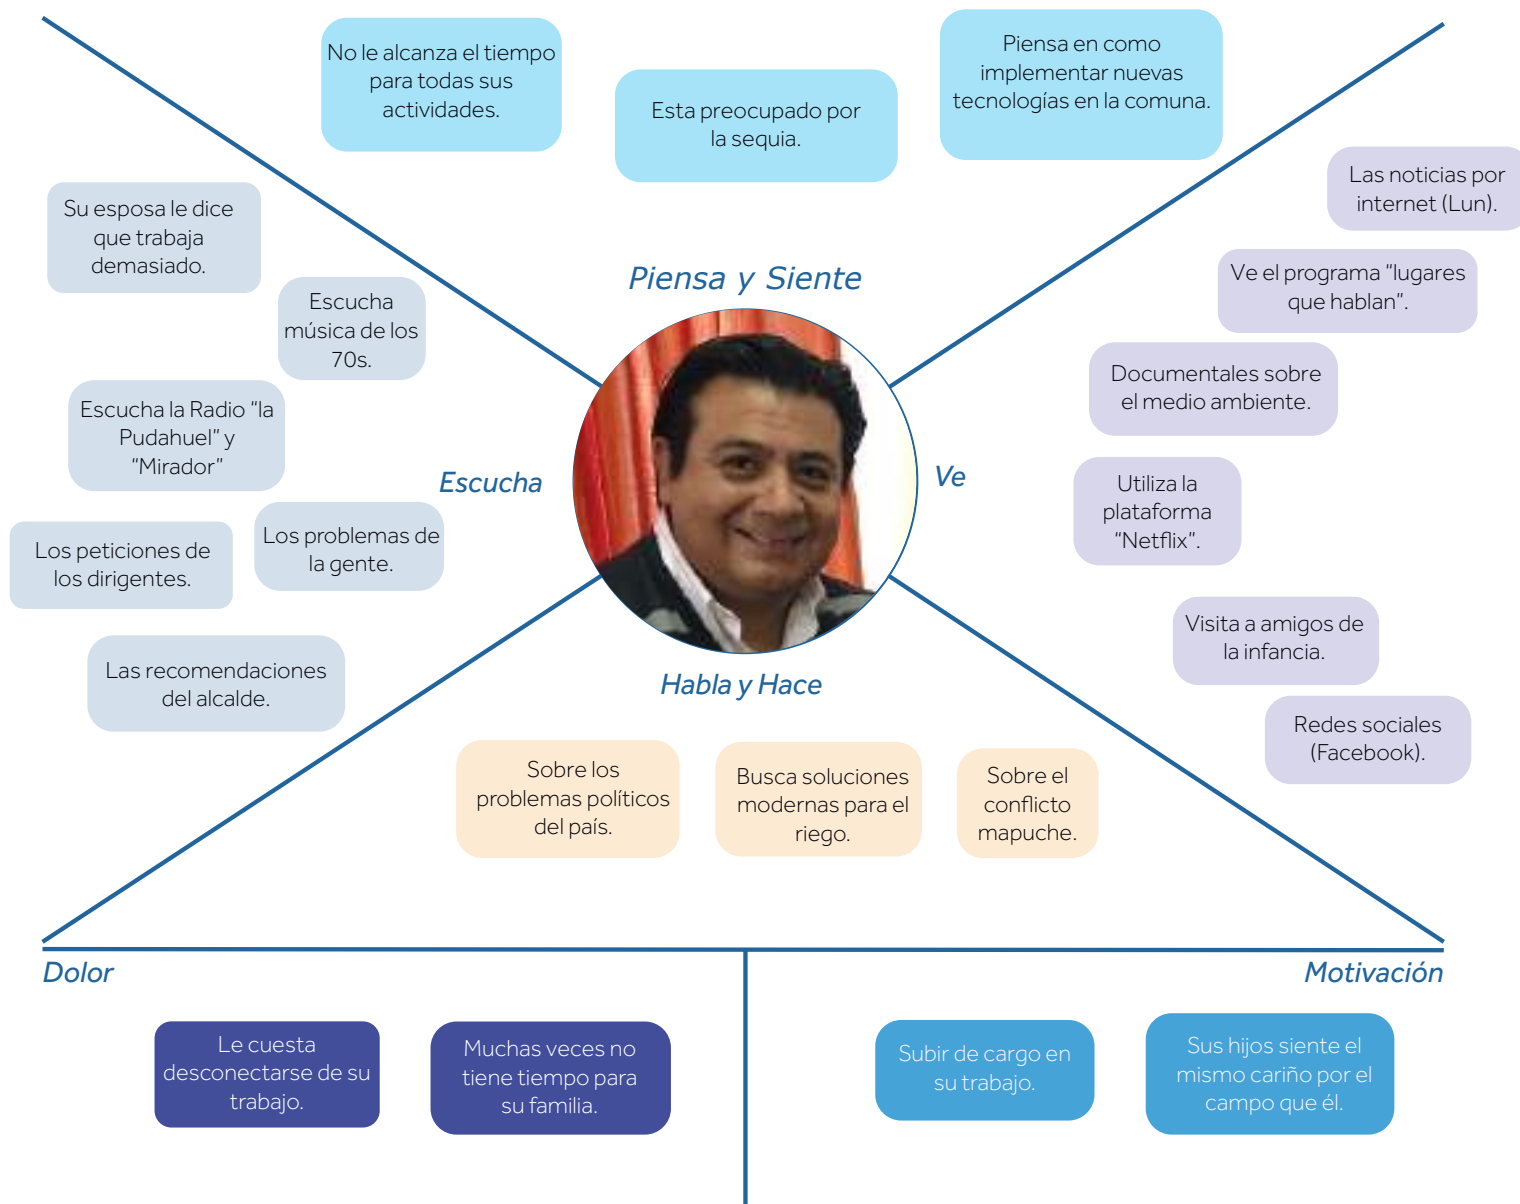 No le alcanza el tiempo
para todas sus
actividades.
Esta preocupado por
la sequia.
Piensa en como
implementar nuevas
tecnologías en la comuna.
Piensa y Siente
Su esposa le dice
que trabaja
demasiado.
Escucha
música de los
70s.
Escucha la Radio "la
Pudahuel" y
"Mirador"
Escucha
Los peticiones de
los dirigentes.
Los problemas de
la gente.
Las recomendaciones
del alcalde.
Las noticias por
internet (Lun).
Ve el programa "lugares
que hablan".
Documentales sobre
el medio ambiente.
Ve
Utiliza la
plataforma
"Netflix".
Visita a amigos de
la infancia.
Redes sociales
(Facebook).
Habla y Hace
Sobre los
problemas políticos
del país.
Busca soluciones
modernas para el
riego.
Sobre el
conflicto
mapuche.
Dolor
Le cuesta
desconectarse de su
trabajo.
Muchas veces no
tiene tiempo para
su familia.
Motivación
Subir de cargo en
su trabajo.
Sus hijos siente el
mismo cariño por el
campo que él.